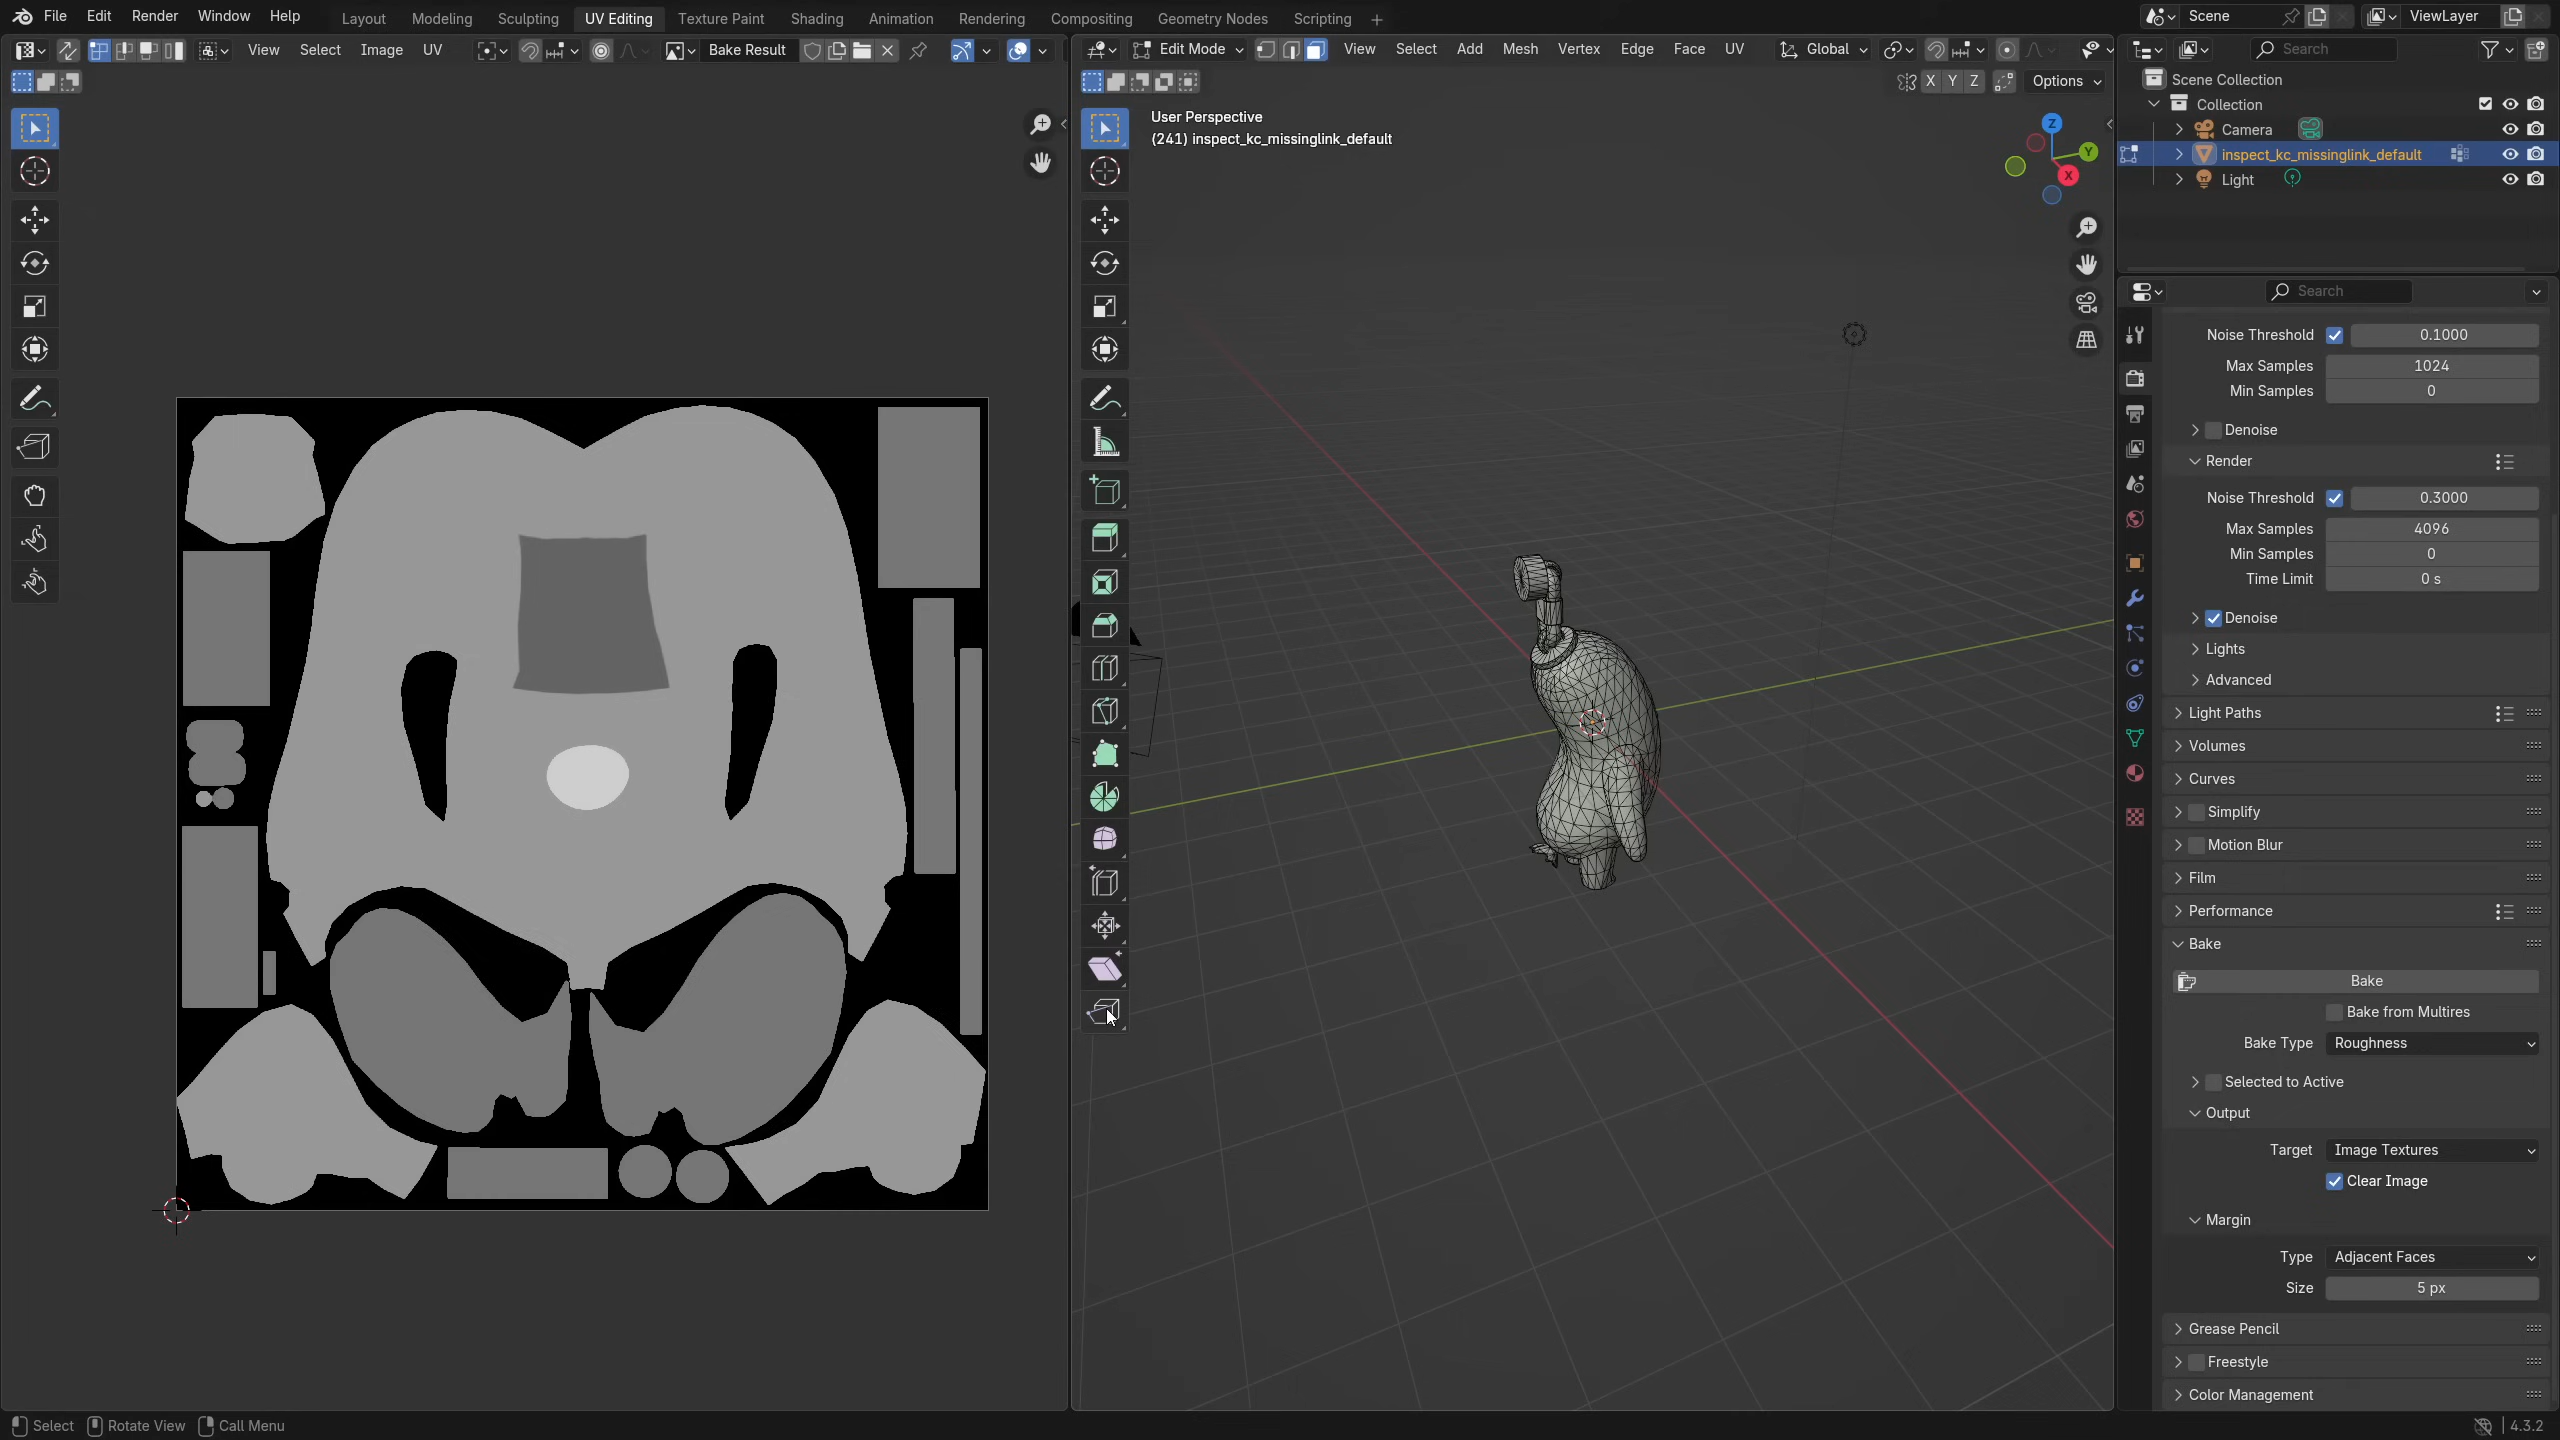 File Edit Render Window Help Layout Modeling Sculpting UV Editing Texture Paint Shading Animation Rendering Compositing Geometry Nodes Scripting + Scene ViewLayer
View Select Image UV Bake Result
Edit Mode View Select Add Mesh Vertex Edge Face UV Global
X Y Z Options
User Perspective
(241) inspect_kc_missinglink_default
Z
Y
X
Search
Scene Collection
Collection
Camera
inspect_kc_missinglink_default
Light
Search
Noise Threshold 0.1000
Max Samples 1024
Min Samples 0
Denoise
Render
Noise Threshold 0.3000
Max Samples 4096
Min Samples 0
Time Limit 0 s
Denoise
Lights
Advanced
Light Paths
Volumes
Curves
Simplify
Motion Blur
Film
Performance
Bake
Bake
Bake from Multires
Bake Type Roughness
Selected to Active
Output
Target Image Textures
Clear Image
Margin
Type Adjacent Faces
Size 5 px
Grease Pencil
Freestyle
Color Management
Select Rotate View Call Menu 4.3.2